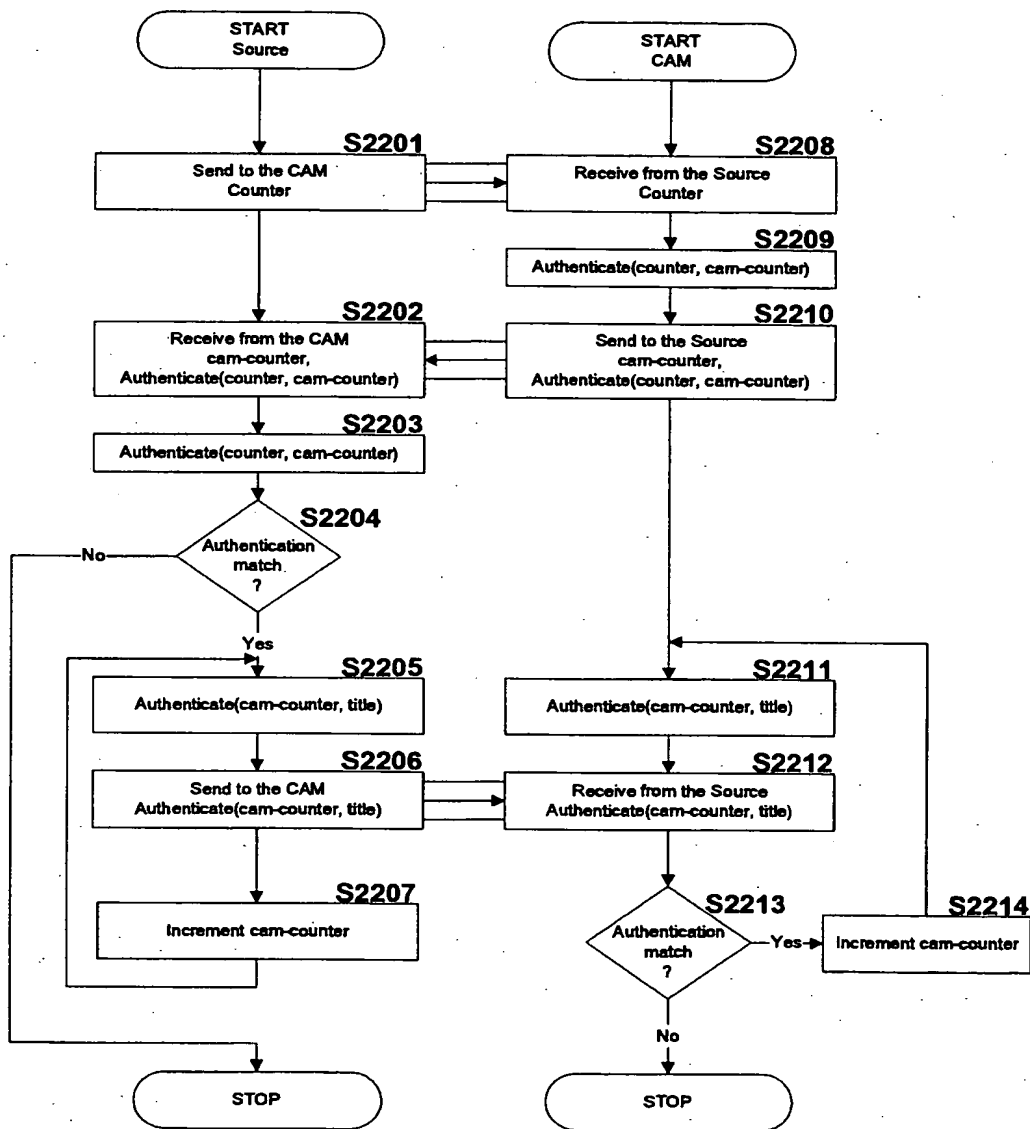 START
Source
START
CAM
S2201
Send to the CAM
Counter
S2208
Receive from the Source
Counter
S2209
Authenticate(counter, cam-counter)
S2202
Receive from the CAM
cam-counter,
Authenticate(counter, cam-counter)
S2210
Send to the Source
cam-counter,
Authenticate(counter, cam-counter)
S2203
Authenticate(counter, cam-counter)
S2204
Authentication
match
?
No
Yes
S2205
Authenticate(cam-counter, title)
S2211
Authenticate(cam-counter, title)
S2206
Send to the CAM
Authenticate(cam-counter, title)
S2212
Receive from the Source
Authenticate(cam-counter, title)
S2207
Increment cam-counter
S2213
Authentication
match
?
Yes
S2214
Increment cam-counter
No
STOP
STOP